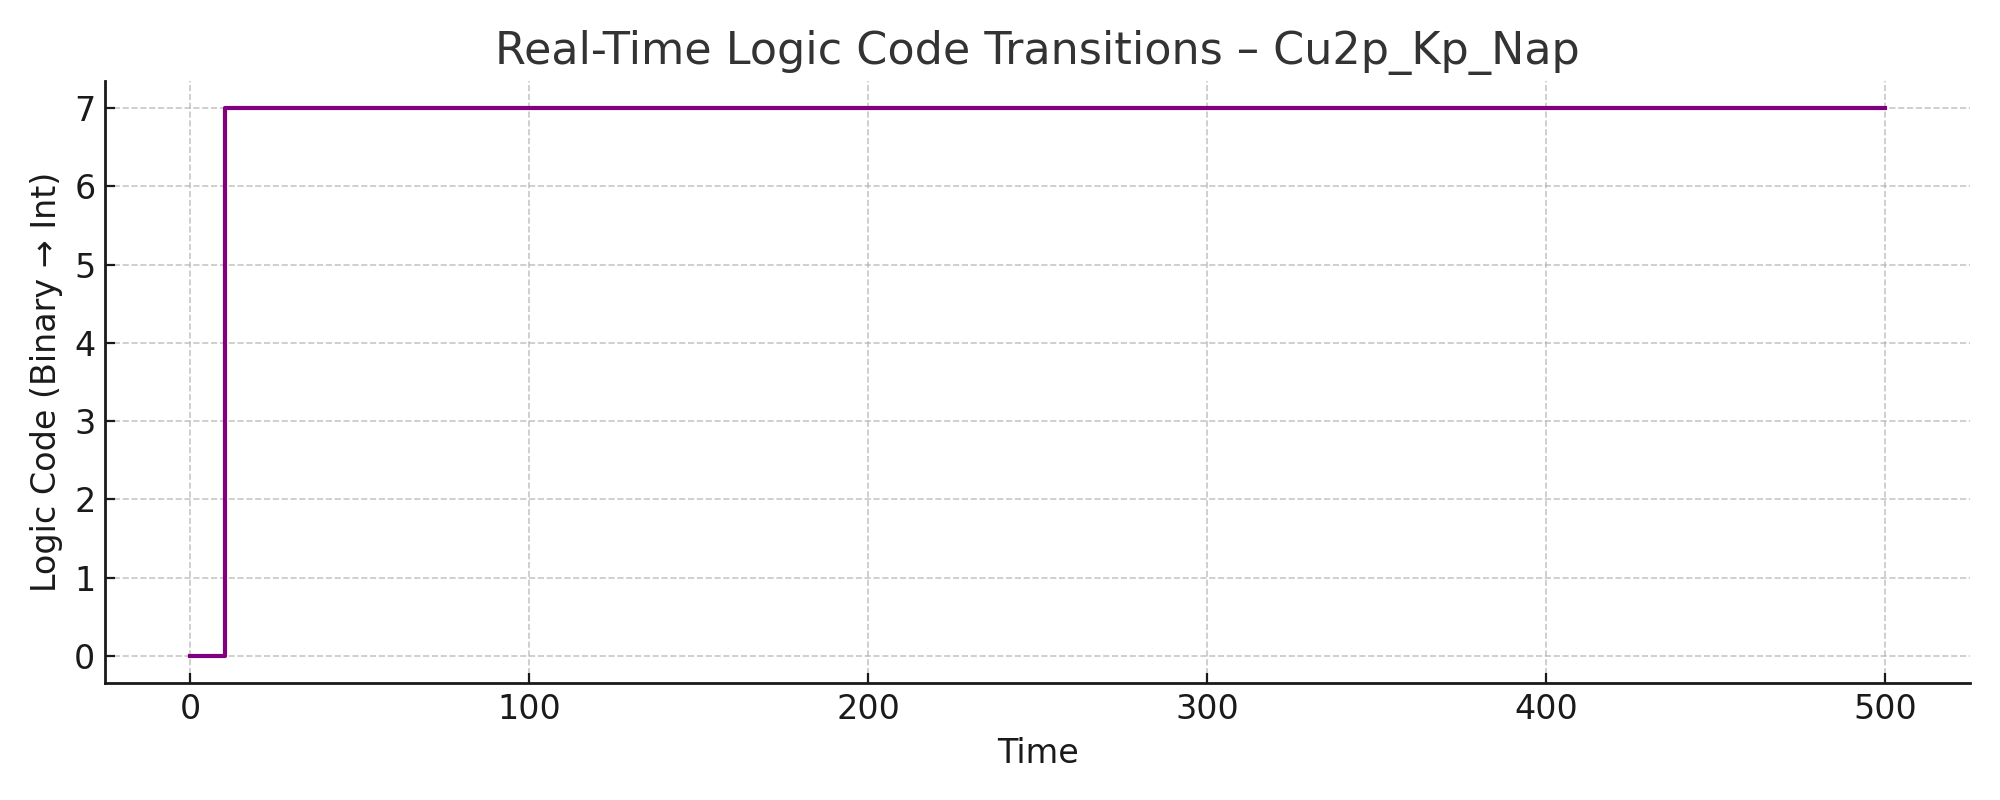 Real-Time Logic Code Transitions – Cu2p_Kp_Nap
Logic Code (Binary → Int)
7
6
5
4
3
2
1
0
0 100 200 300 400 500
Time